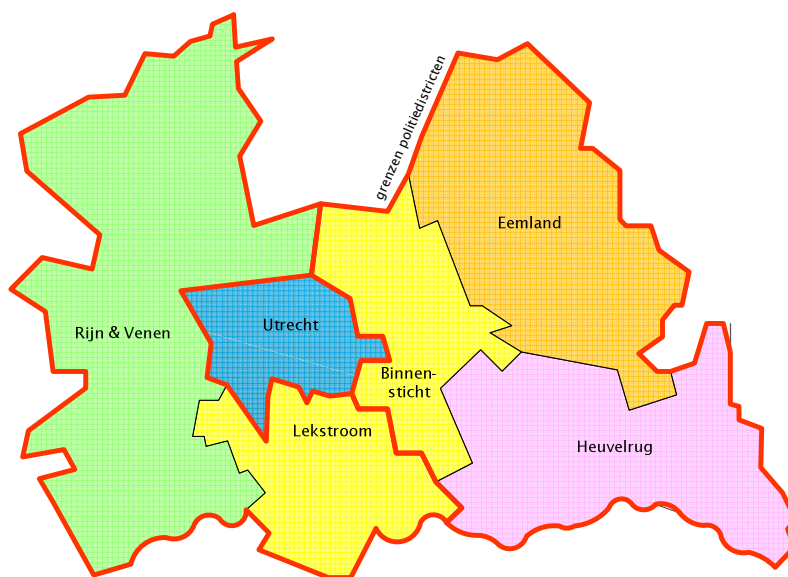 grenzen politiedistricten
Eemland
Utrecht
Rijn & Venen
Binnen-
sticht
Lekstroom
Heuvelrug